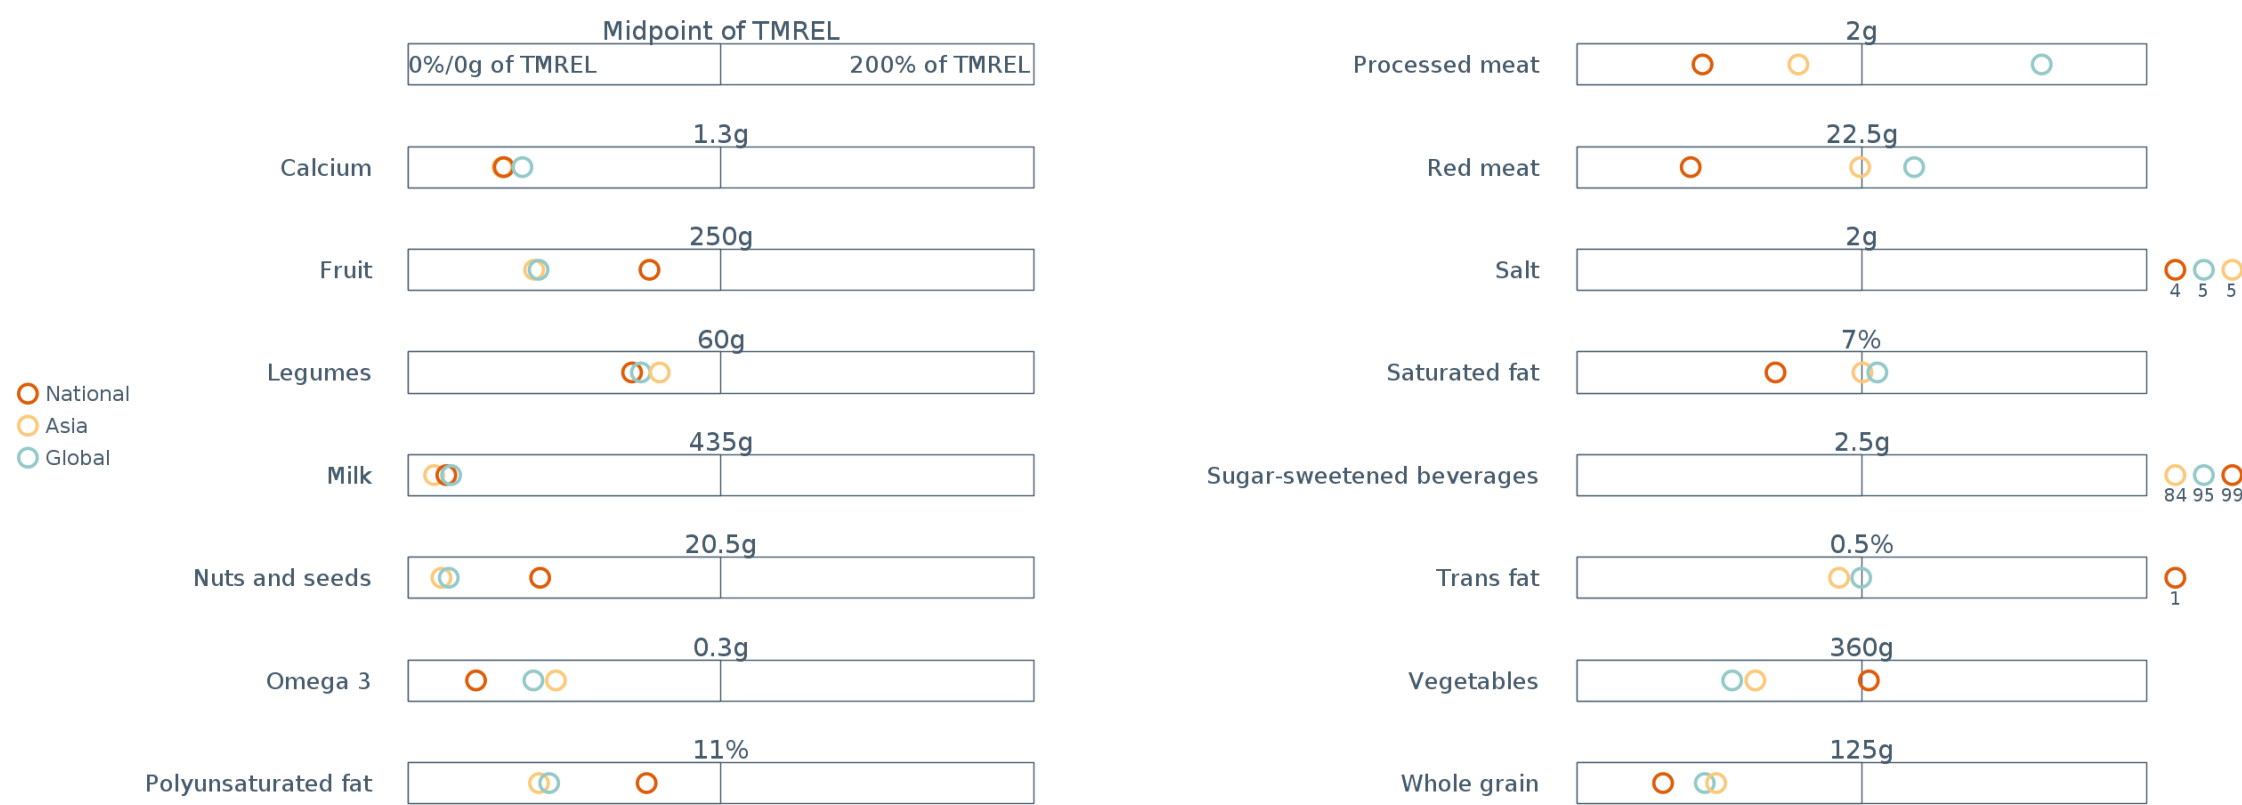 Midpoint of TMREL
0%/0g of TMREL
200% of TMREL
Calcium
1.3g
Fruit
250g
Legumes
60g
Milk
435g
Nuts and seeds
20.5g
Omega 3
0.3g
Polyunsaturated fat
11%
National
Asia
Global
Processed meat
2g
Red meat
22.5g
Salt
2g
4 5 5
Saturated fat
7%
Sugar-sweetened beverages
2.5g
84 95 99
Trans fat
0.5%
1
Vegetables
360g
Whole grain
125g